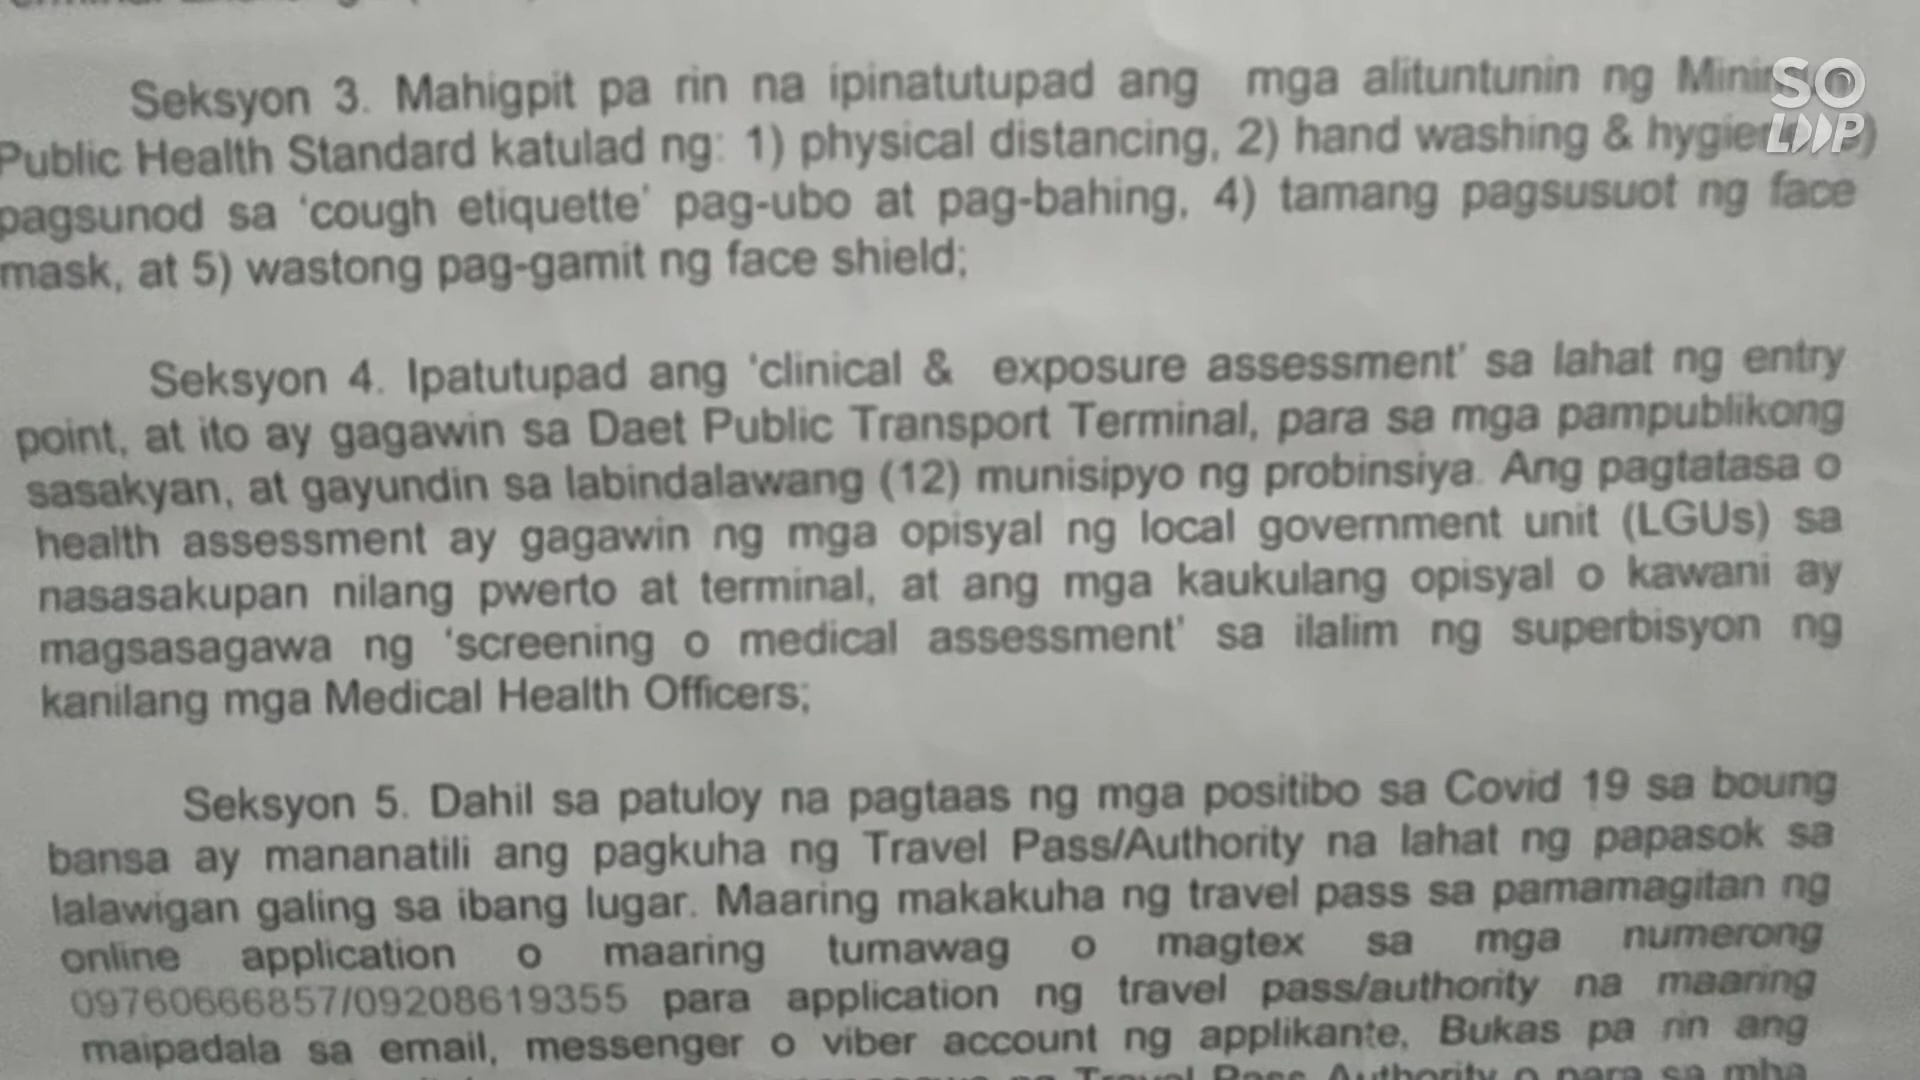 Seksyon 3. Mahigpit pa rin na ipinatutupad ang mga alituntunin ng
SO
LOOP
Public Health Standard katulad ng: 1) physical distancing, 2) hand washing & hygiene
pagsunod sa ‘cough etiquette’ pag-ubo at pag-bahing, 4) tamang pagsusuot ng face
mask, at 5) wastong pag-gamit ng face shield;
Seksyon 4. Ipatutupad ang ‘clinical & exposure assessment’ sa lahat ng entry
point, at ito ay gagawin sa Daet Public Transport Terminal, para sa mga pampublikong
sasakyan, at gayundin sa labindalawang (12) munisipyo ng probinsiya. Ang pagtatasa o
health assessment ay gagawin ng mga opisyal ng local government unit (LGUs) sa
nasasakupan nilang pwerto at terminal, at ang mga kaukulang opisyal o kawani ay
magsasagawa ng ‘screening o medical assessment’ sa ilalim ng superbisyon ng
kanilang mga Medical Health Officers;
Seksyon 5. Dahil sa patuloy na pagtaas ng mga positibo sa Covid 19 sa boung
bansa ay mananatili ang pagkuha ng Travel Pass/Authority na lahat ng papasok sa
lalawigan galing sa ibang lugar. Maaring makakuha ng travel pass sa pamamagitan ng
online application o maaring tumawag o magtex sa mga numerong
09760666857/09208619355 para application ng travel pass/authority na maaring
maipadala sa email, messenger o viber account ng applikante, Bukas pa rin ang
Travel Pass Authority o para sa mha